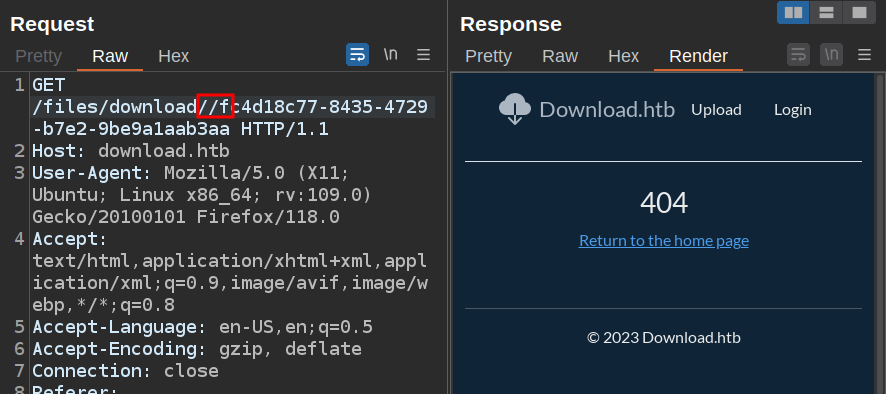 Request
Pretty Raw Hex
\n
1 GET
/files/download//fc4d18c77-8435-4729
-b7e2-9be9a1aab3aa HTTP/1.1
2 Host: download.htb
3 User-Agent: Mozilla/5.0 (X11;
Ubuntu; Linux x86_64; rv:109.0)
Gecko/20100101 Firefox/118.0
4 Accept:
text/html,application/xhtml+xml,appl
ication/xml;q=0.9,image/avif,image/w
ebp,*/*;q=0.8
5 Accept-Language: en-US,en;q=0.5
6 Accept-Encoding: gzip, deflate
7 Connection: close
8 Referer:
Response
Pretty Raw Hex Render
\n
Download.htb Upload Login
404
Return to the home page
© 2023 Download.htb